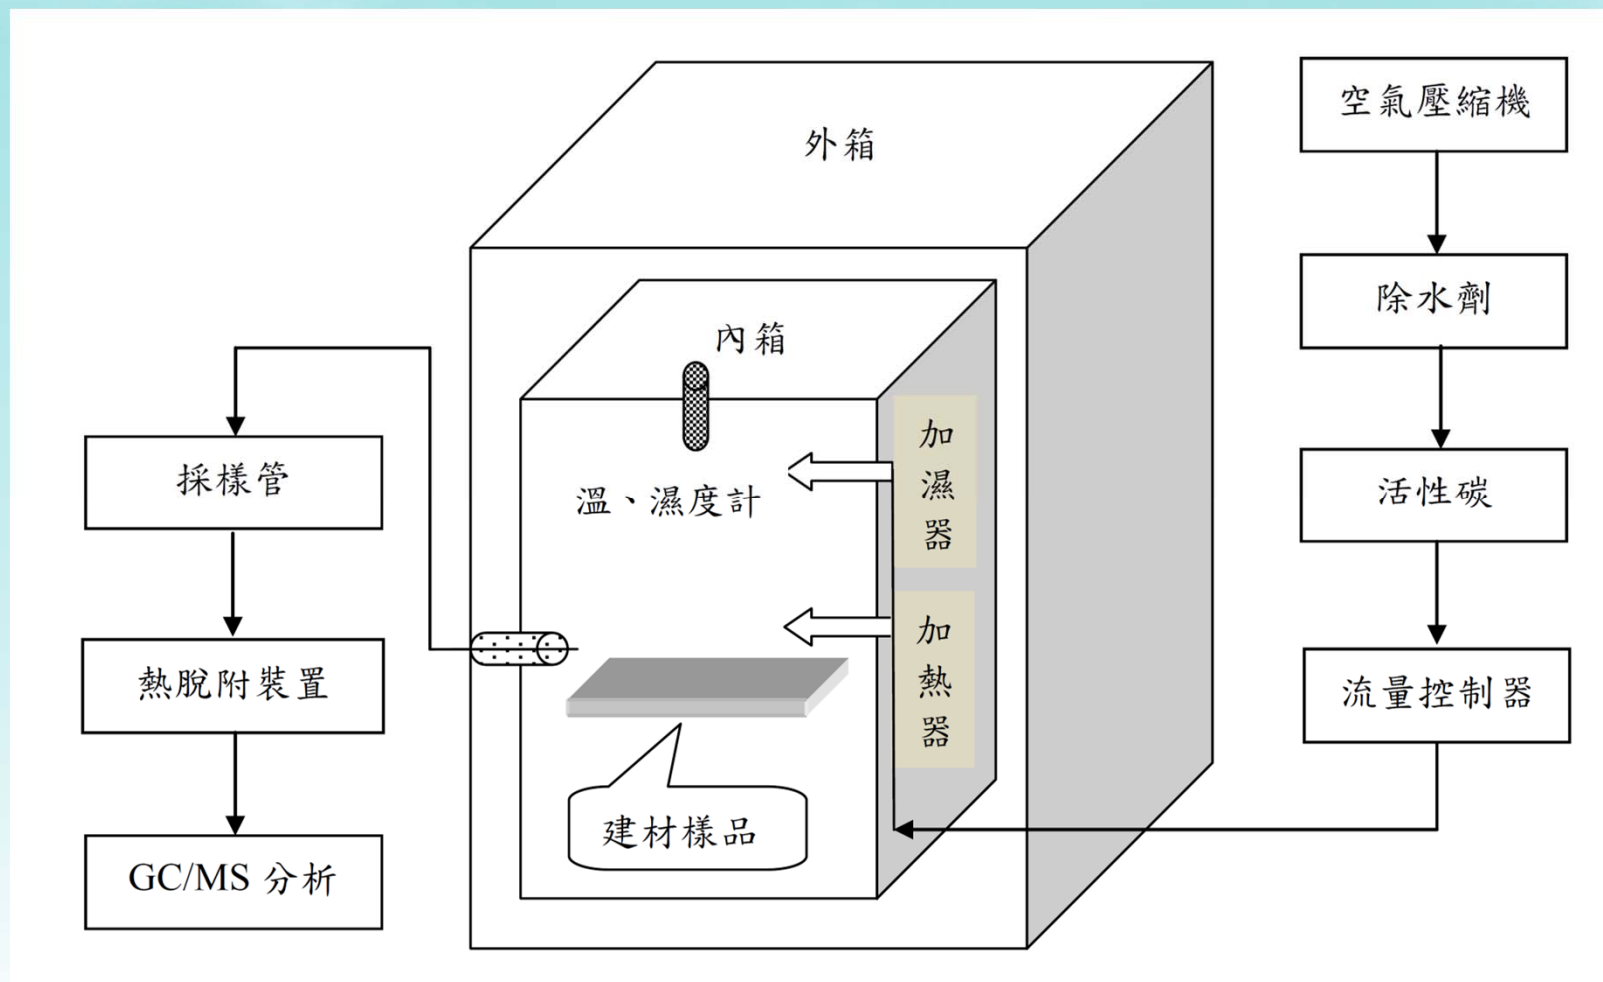 外箱
內箱
溫、濕度計
加濕器
加熱器
建材樣品
空氣壓縮機
除水劑
活性碳
流量控制器
採樣管
熱脫附裝置
GC/MS 分析